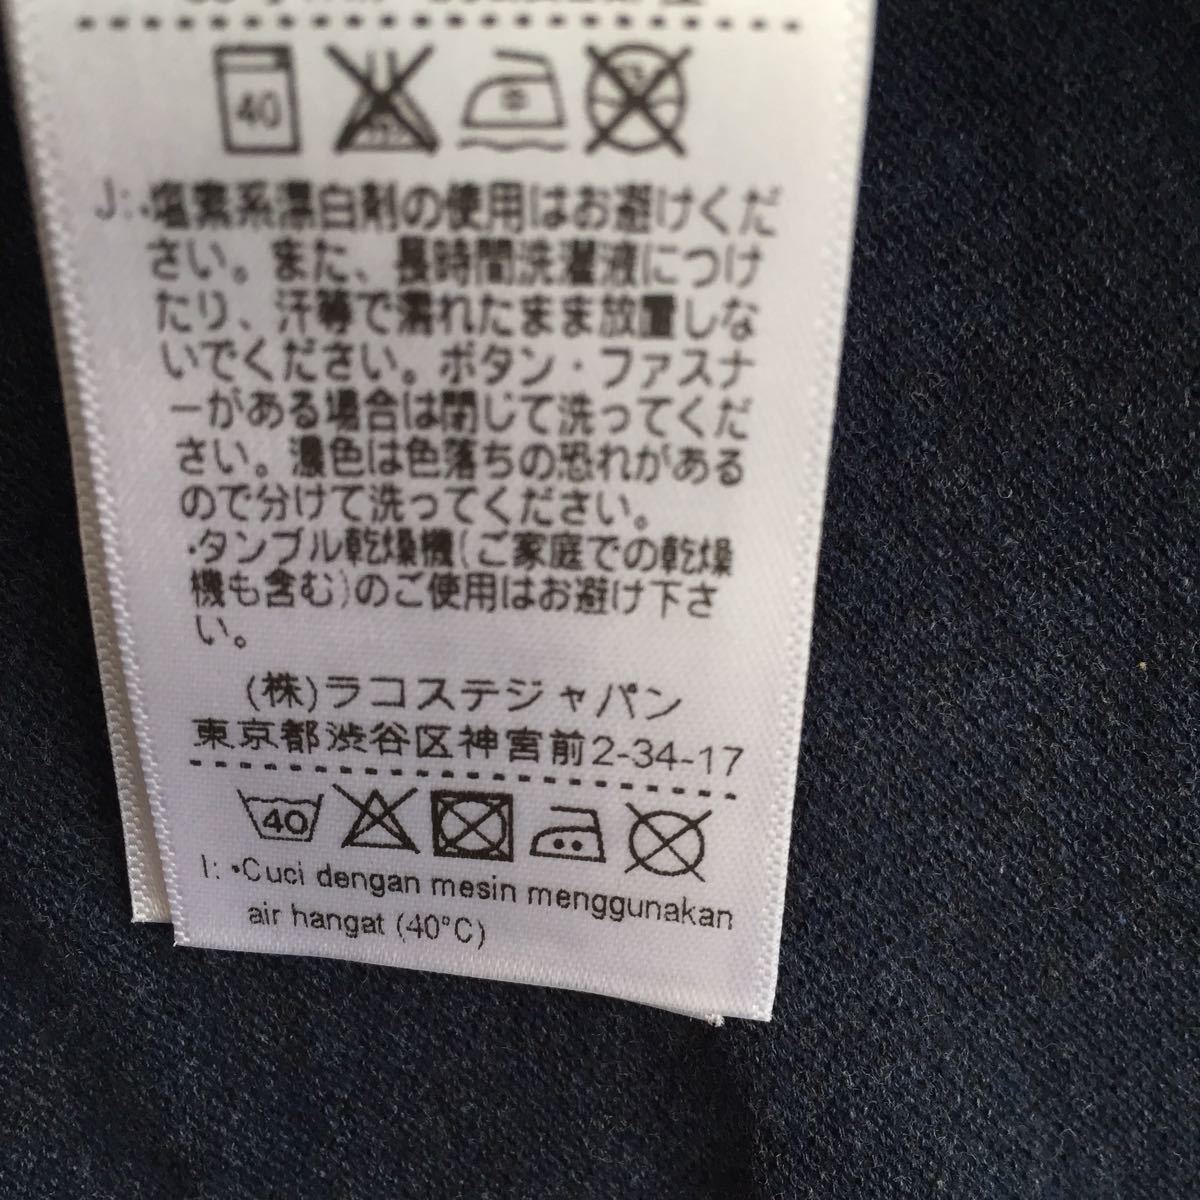 40
J:・塩素系漂白剤の使用はお避けくだ
さい。また、長時間洗濯液につけ
たり、汗等で濡れたまま放置しな
いでください。ボタン・ファスナ
ーがある場合は閉じて洗ってくだ
さい。濃色は色落ちの恐れがある
ので分けて洗ってください。
・タンブル乾燥機(ご家庭での乾燥
機も含む)のご使用はお避け下さ
い。
(株)ラコステジャパン
東京都渋谷区神宮前2-34-17
40
I: •Cuci dengan mesin menggunakan
air hangat (40°C)